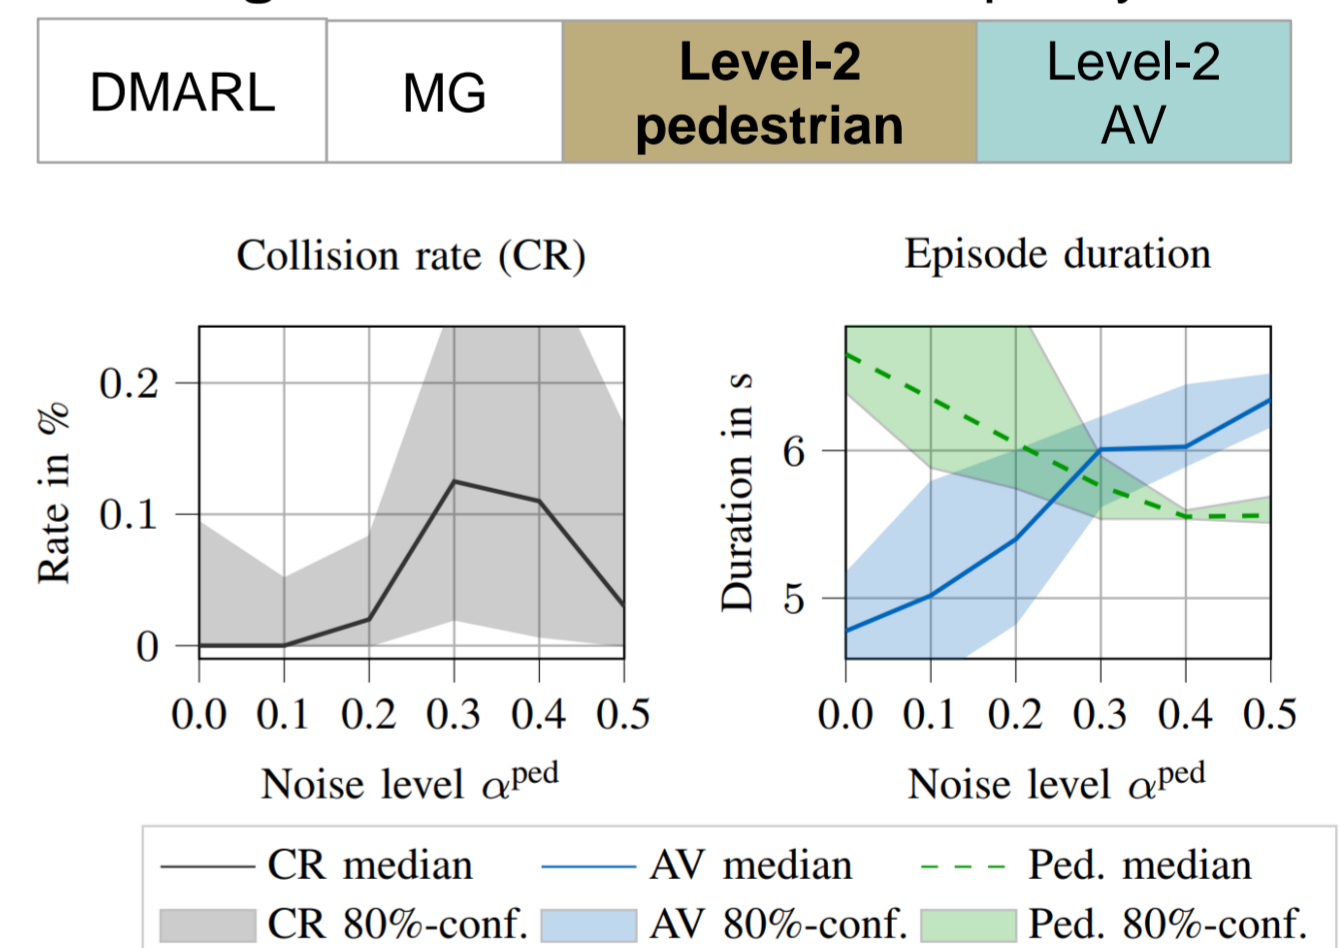 DMARL MG Level-2 pedestrian Level-2 AV
Collision rate (CR)
Rate in %
0.2
0.1
0
0.0 0.1 0.2 0.3 0.4 0.5
Noise level αᵖᵉᵈ
Episode duration
Duration in s
6
5
0.0 0.1 0.2 0.3 0.4 0.5
Noise level αᵖᵉᵈ
CR median AV median Ped. median
CR 80%-conf. AV 80%-conf. Ped. 80%-conf.